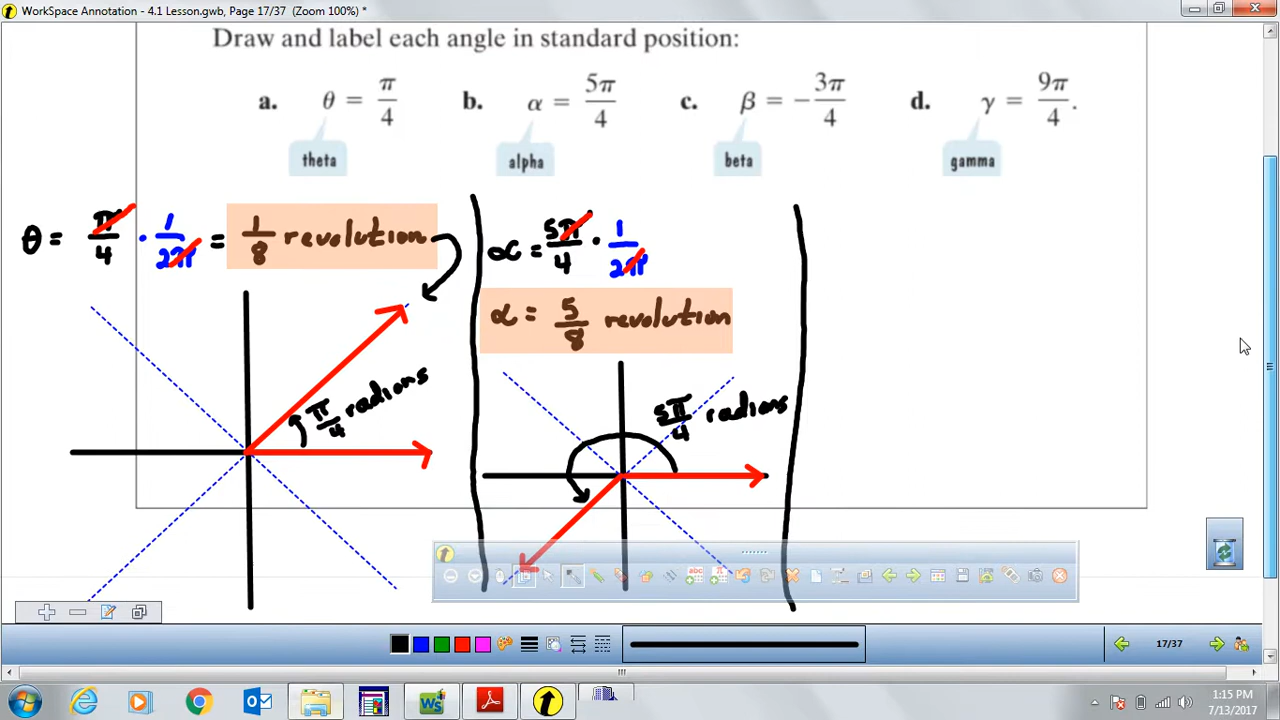 WorkSpace Annotation - 4.1 Lesson.gwb, Page 17/37 (Zoom 100%) *
Draw and label each angle in standard position:
a. θ = π/4 b. α = 5π/4 c. β = −3π/4 d. γ = 9π/4.
theta alpha beta gamma
θ = π/4 · 1/2π = 1/8 revolution
α = 5π/4 · 1/2π
α = 5/8 revolution
π/4 radians
5π/4 radians
17/37
1:15 PM
7/13/2017